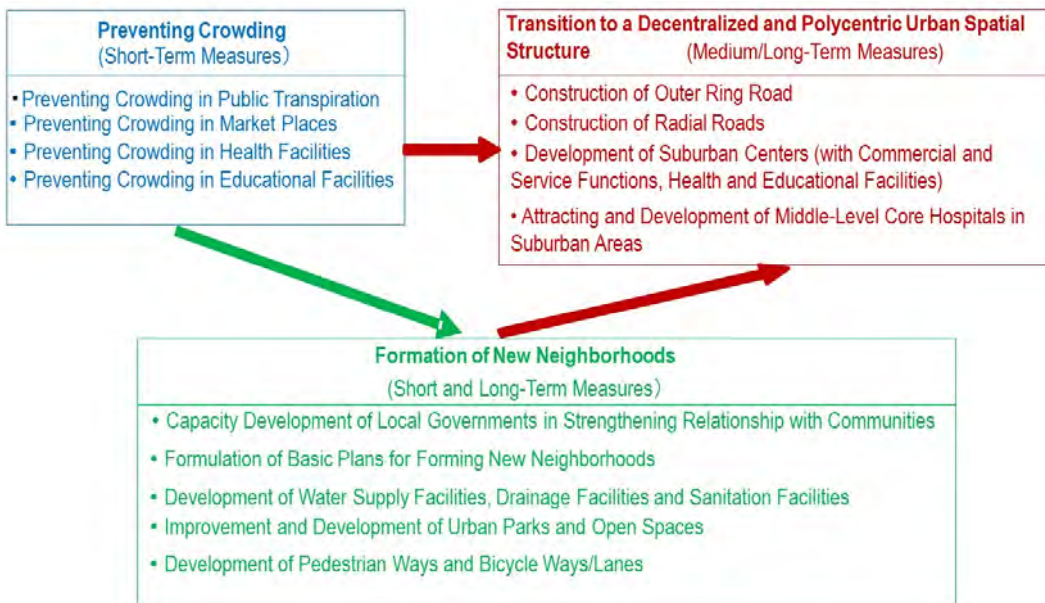 Preventing Crowding
(Short-Term Measures)
• Preventing Crowding in Public Transpiration
• Preventing Crowding in Market Places
• Preventing Crowding in Health Facilities
• Preventing Crowding in Educational Facilities
Transition to a Decentralized and Polycentric Urban Spatial
Structure (Medium/Long-Term Measures)
• Construction of Outer Ring Road
• Construction of Radial Roads
• Development of Suburban Centers (with Commercial and
Service Functions, Health and Educational Facilities)
• Attracting and Development of Middle-Level Core Hospitals in
Suburban Areas
Formation of New Neighborhoods
(Short and Long-Term Measures)
• Capacity Development of Local Governments in Strengthening Relationship with Communities
• Formulation of Basic Plans for Forming New Neighborhoods
• Development of Water Supply Facilities, Drainage Facilities and Sanitation Facilities
• Improvement and Development of Urban Parks and Open Spaces
• Development of Pedestrian Ways and Bicycle Ways/Lanes